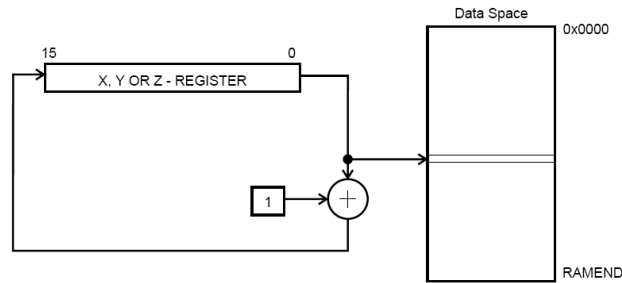 Data Space
0x0000
15 0
X, Y OR Z - REGISTER
1
+
RAMEND